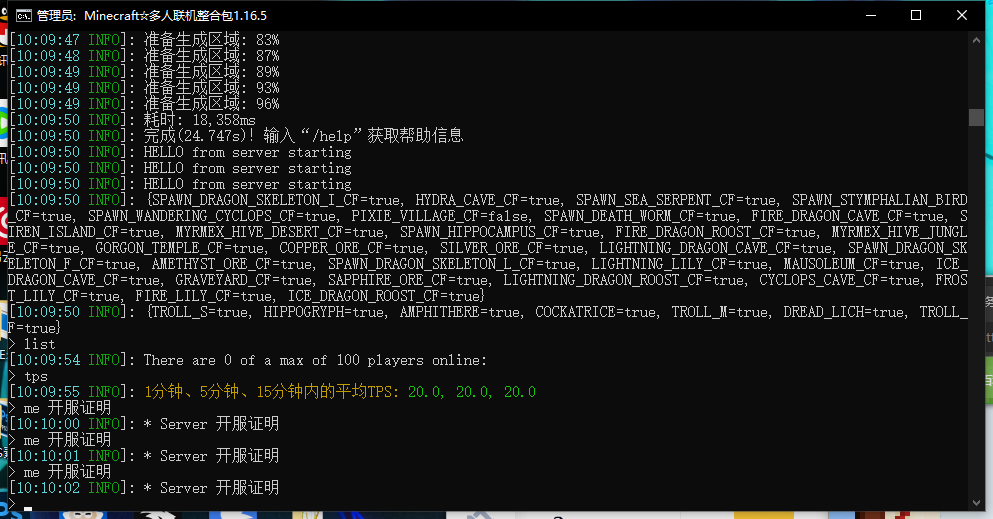 管理员: Minecraft☆多人联机整合包1.16.5
[10:09:47 INFO]: 准备生成区域: 83%
[10:09:48 INFO]: 准备生成区域: 87%
[10:09:49 INFO]: 准备生成区域: 89%
[10:09:49 INFO]: 准备生成区域: 93%
[10:09:49 INFO]: 准备生成区域: 96%
[10:09:50 INFO]: 耗时: 18,358ms
[10:09:50 INFO]: 完成(24.747s)! 输入“/help”获取帮助信息
[10:09:50 INFO]: HELLO from server starting
[10:09:50 INFO]: HELLO from server starting
[10:09:50 INFO]: HELLO from server starting
[10:09:50 INFO]: {SPAWN_DRAGON_SKELETON_I_CF=true, HYDRA_CAVE_CF=true, SPAWN_SEA_SERPENT_CF=true, SPAWN_STYMPHALIAN_BIRD
_CF=true, SPAWN_WANDERING_CYCLOPS_CF=true, PIXIE_VILLAGE_CF=false, SPAWN_DEATH_WORM_CF=true, FIRE_DRAGON_CAVE_CF=true, S
IREN_ISLAND_CF=true, MYRMEX_HIVE_DESERT_CF=true, SPAWN_HIPPOCAMPUS_CF=true, FIRE_DRAGON_ROOST_CF=true, MYRMEX_HIVE_JUNGL
E_CF=true, GORGON_TEMPLE_CF=true, COPPER_ORE_CF=true, SILVER_ORE_CF=true, LIGHTNING_DRAGON_CAVE_CF=true, SPAWN_DRAGON_SK
ELETON_F_CF=true, AMETHYST_ORE_CF=true, SPAWN_DRAGON_SKELETON_L_CF=true, LIGHTNING_LILY_CF=true, MAUSOLEUM_CF=true, ICE_
DRAGON_CAVE_CF=true, GRAVEYARD_CF=true, SAPPHIRE_ORE_CF=true, LIGHTNING_DRAGON_ROOST_CF=true, CYCLOPS_CAVE_CF=true, FROS
T_LILY_CF=true, FIRE_LILY_CF=true, ICE_DRAGON_ROOST_CF=true}
[10:09:50 INFO]: {TROLL_S=true, HIPPOGRYPH=true, AMPHITHERE=true, COCKATRICE=true, TROLL_M=true, DREAD_LICH=true, TROLL_
F=true}
> list
[10:09:54 INFO]: There are 0 of a max of 100 players online:
> tps
[10:09:55 INFO]: 1分钟、5分钟、15分钟内的平均TPS: 20.0, 20.0, 20.0
> me 开服证明
[10:10:00 INFO]: * Server 开服证明
> me 开服证明
[10:10:01 INFO]: * Server 开服证明
> me 开服证明
[10:10:02 INFO]: * Server 开服证明
>